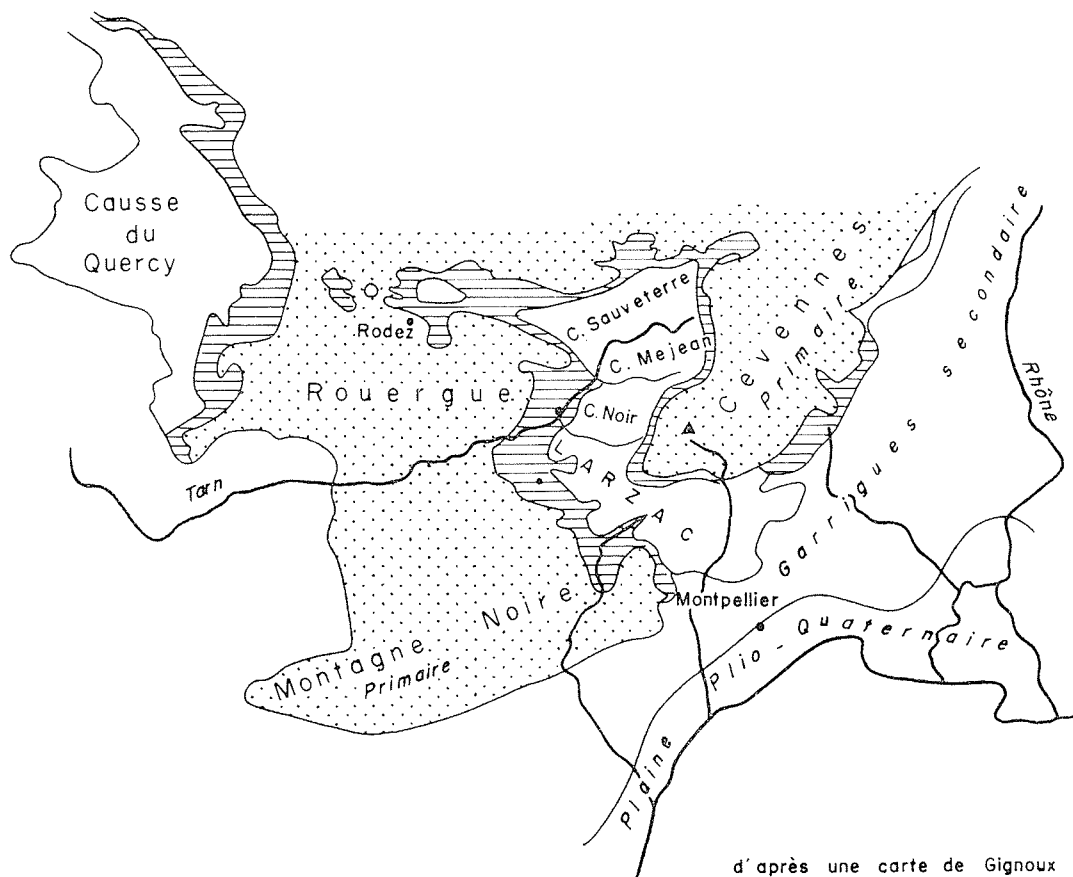 Causse
du
Quercy
Rodez
Rouergue
C. Sauveterre
C. Mejean
C. Noir
LARZAC
Cevennes
Primaire
Garrigues secondaire
Rhône
Tarn
Montagne Noire
Primaire
Montpellier
Plaine Plio-Quaternaire
d'après une carte de Gignoux